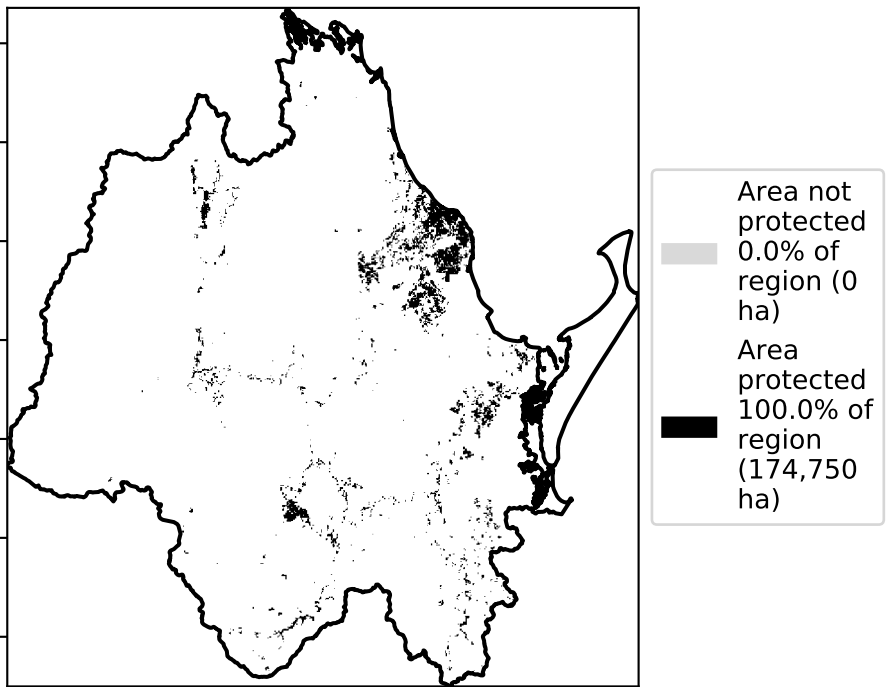 Area not
protected
0.0% of
region (0
ha)
Area
protected
100.0% of
region
(174,750
ha)